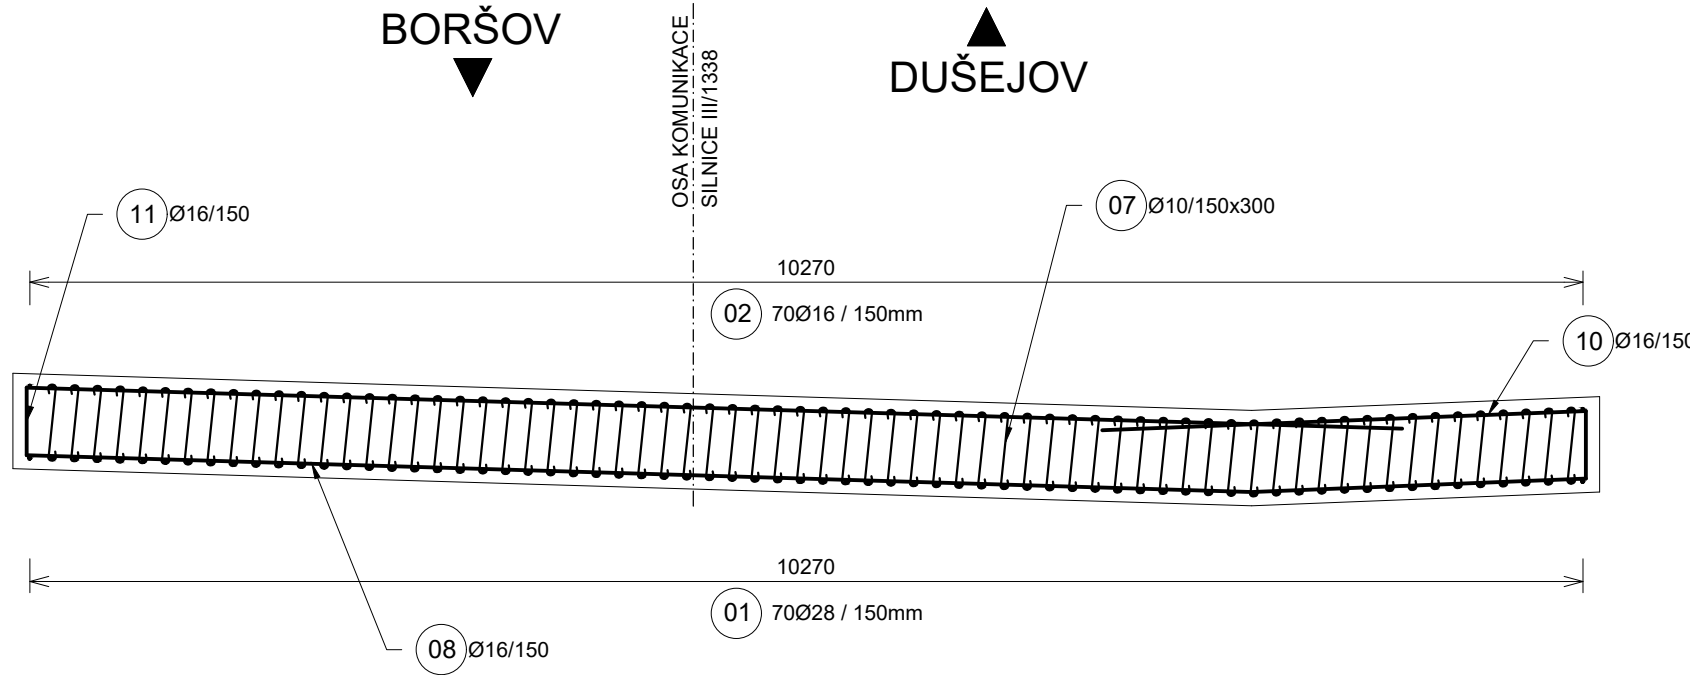 BORŠOV
DUŠEJOV
OSA KOMUNIKACE
SILNICE III/1338
11 Ø16/150
07 Ø10/150x300
10270
02 70Ø16 / 150mm
10 Ø16/150
10270
01 70Ø28 / 150mm
08 Ø16/150